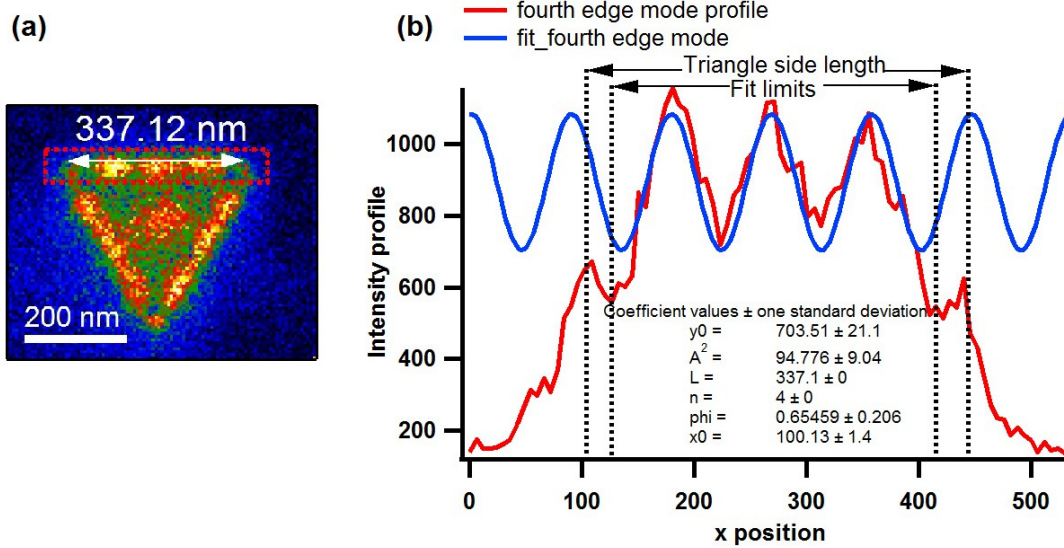 (a)
337.12 nm
200 nm
(b)
fourth edge mode profile
fit_fourth edge mode
Triangle side length
Fit limits
Intensity profile
1000
800
600
400
200
Coefficient values ± one standard deviation
y0 = 703.51 ± 21.1
A² = 94.776 ± 9.04
L = 337.1 ± 0
n = 4 ± 0
phi = 0.65459 ± 0.206
x0 = 100.13 ± 1.4
0 100 200 300 400 500
x position